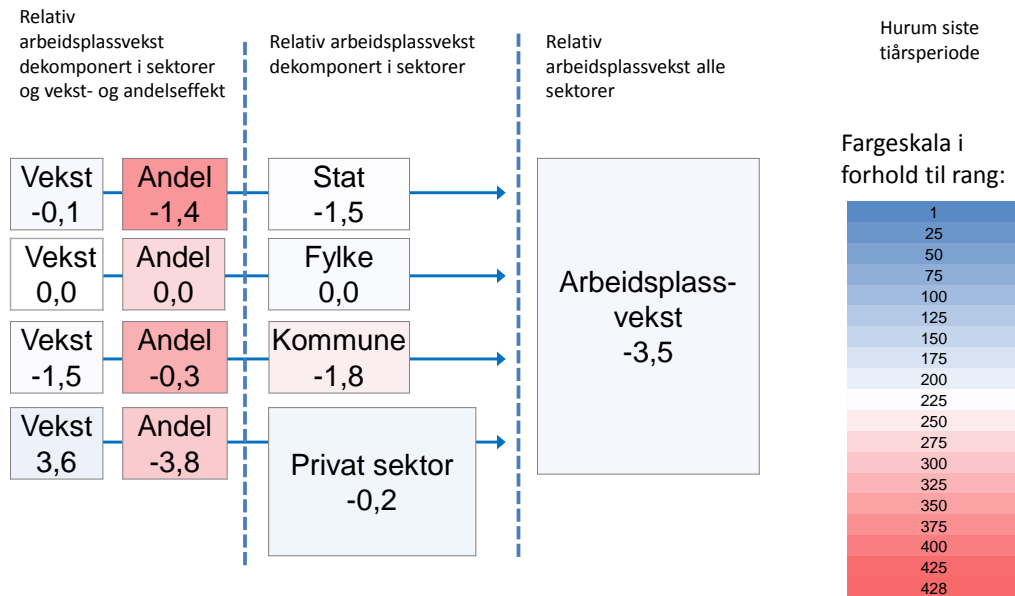 Relativ
arbeidsplassvekst
dekomponert i sektorer
og vekst- og andelseffekt
Relativ arbeidsplassvekst
dekomponert i sektorer
Relativ
arbeidsplassvekst alle
sektorer
Hurum siste
tiårsperiode
Vekst
-0,1
Andel
-1,4
Stat
-1,5
Vekst
0,0
Andel
0,0
Fylke
0,0
Vekst
-1,5
Andel
-0,3
Kommune
-1,8
Vekst
3,6
Andel
-3,8
Privat sektor
-0,2
Arbeidsplass-
vekst
-3,5
Fargeskala i
forhold til rang:
1
25
50
75
100
125
150
175
200
225
250
275
300
325
350
375
400
425
428